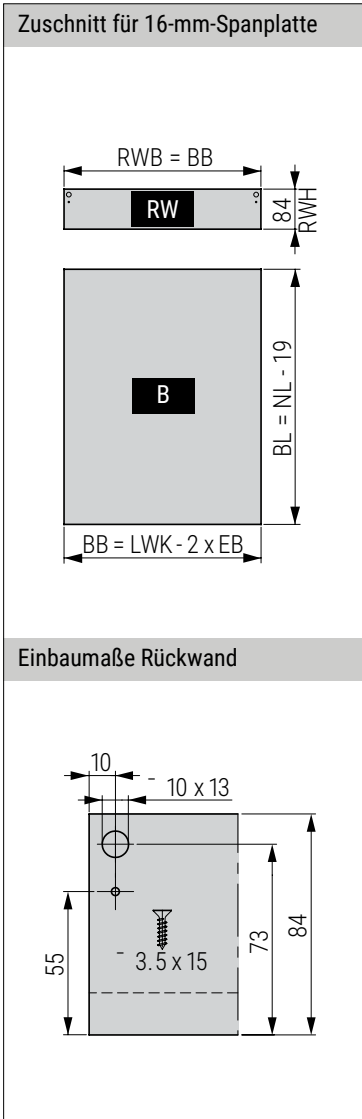 Zuschnitt für 16-mm-Spanplatte
RWB = BB
RW
84
RWH
B
BL = NL - 19
BB = LWK - 2 x EB
Einbaumaße Rückwand
10
- 10 x 13
55
- 3.5 x 15
73
84